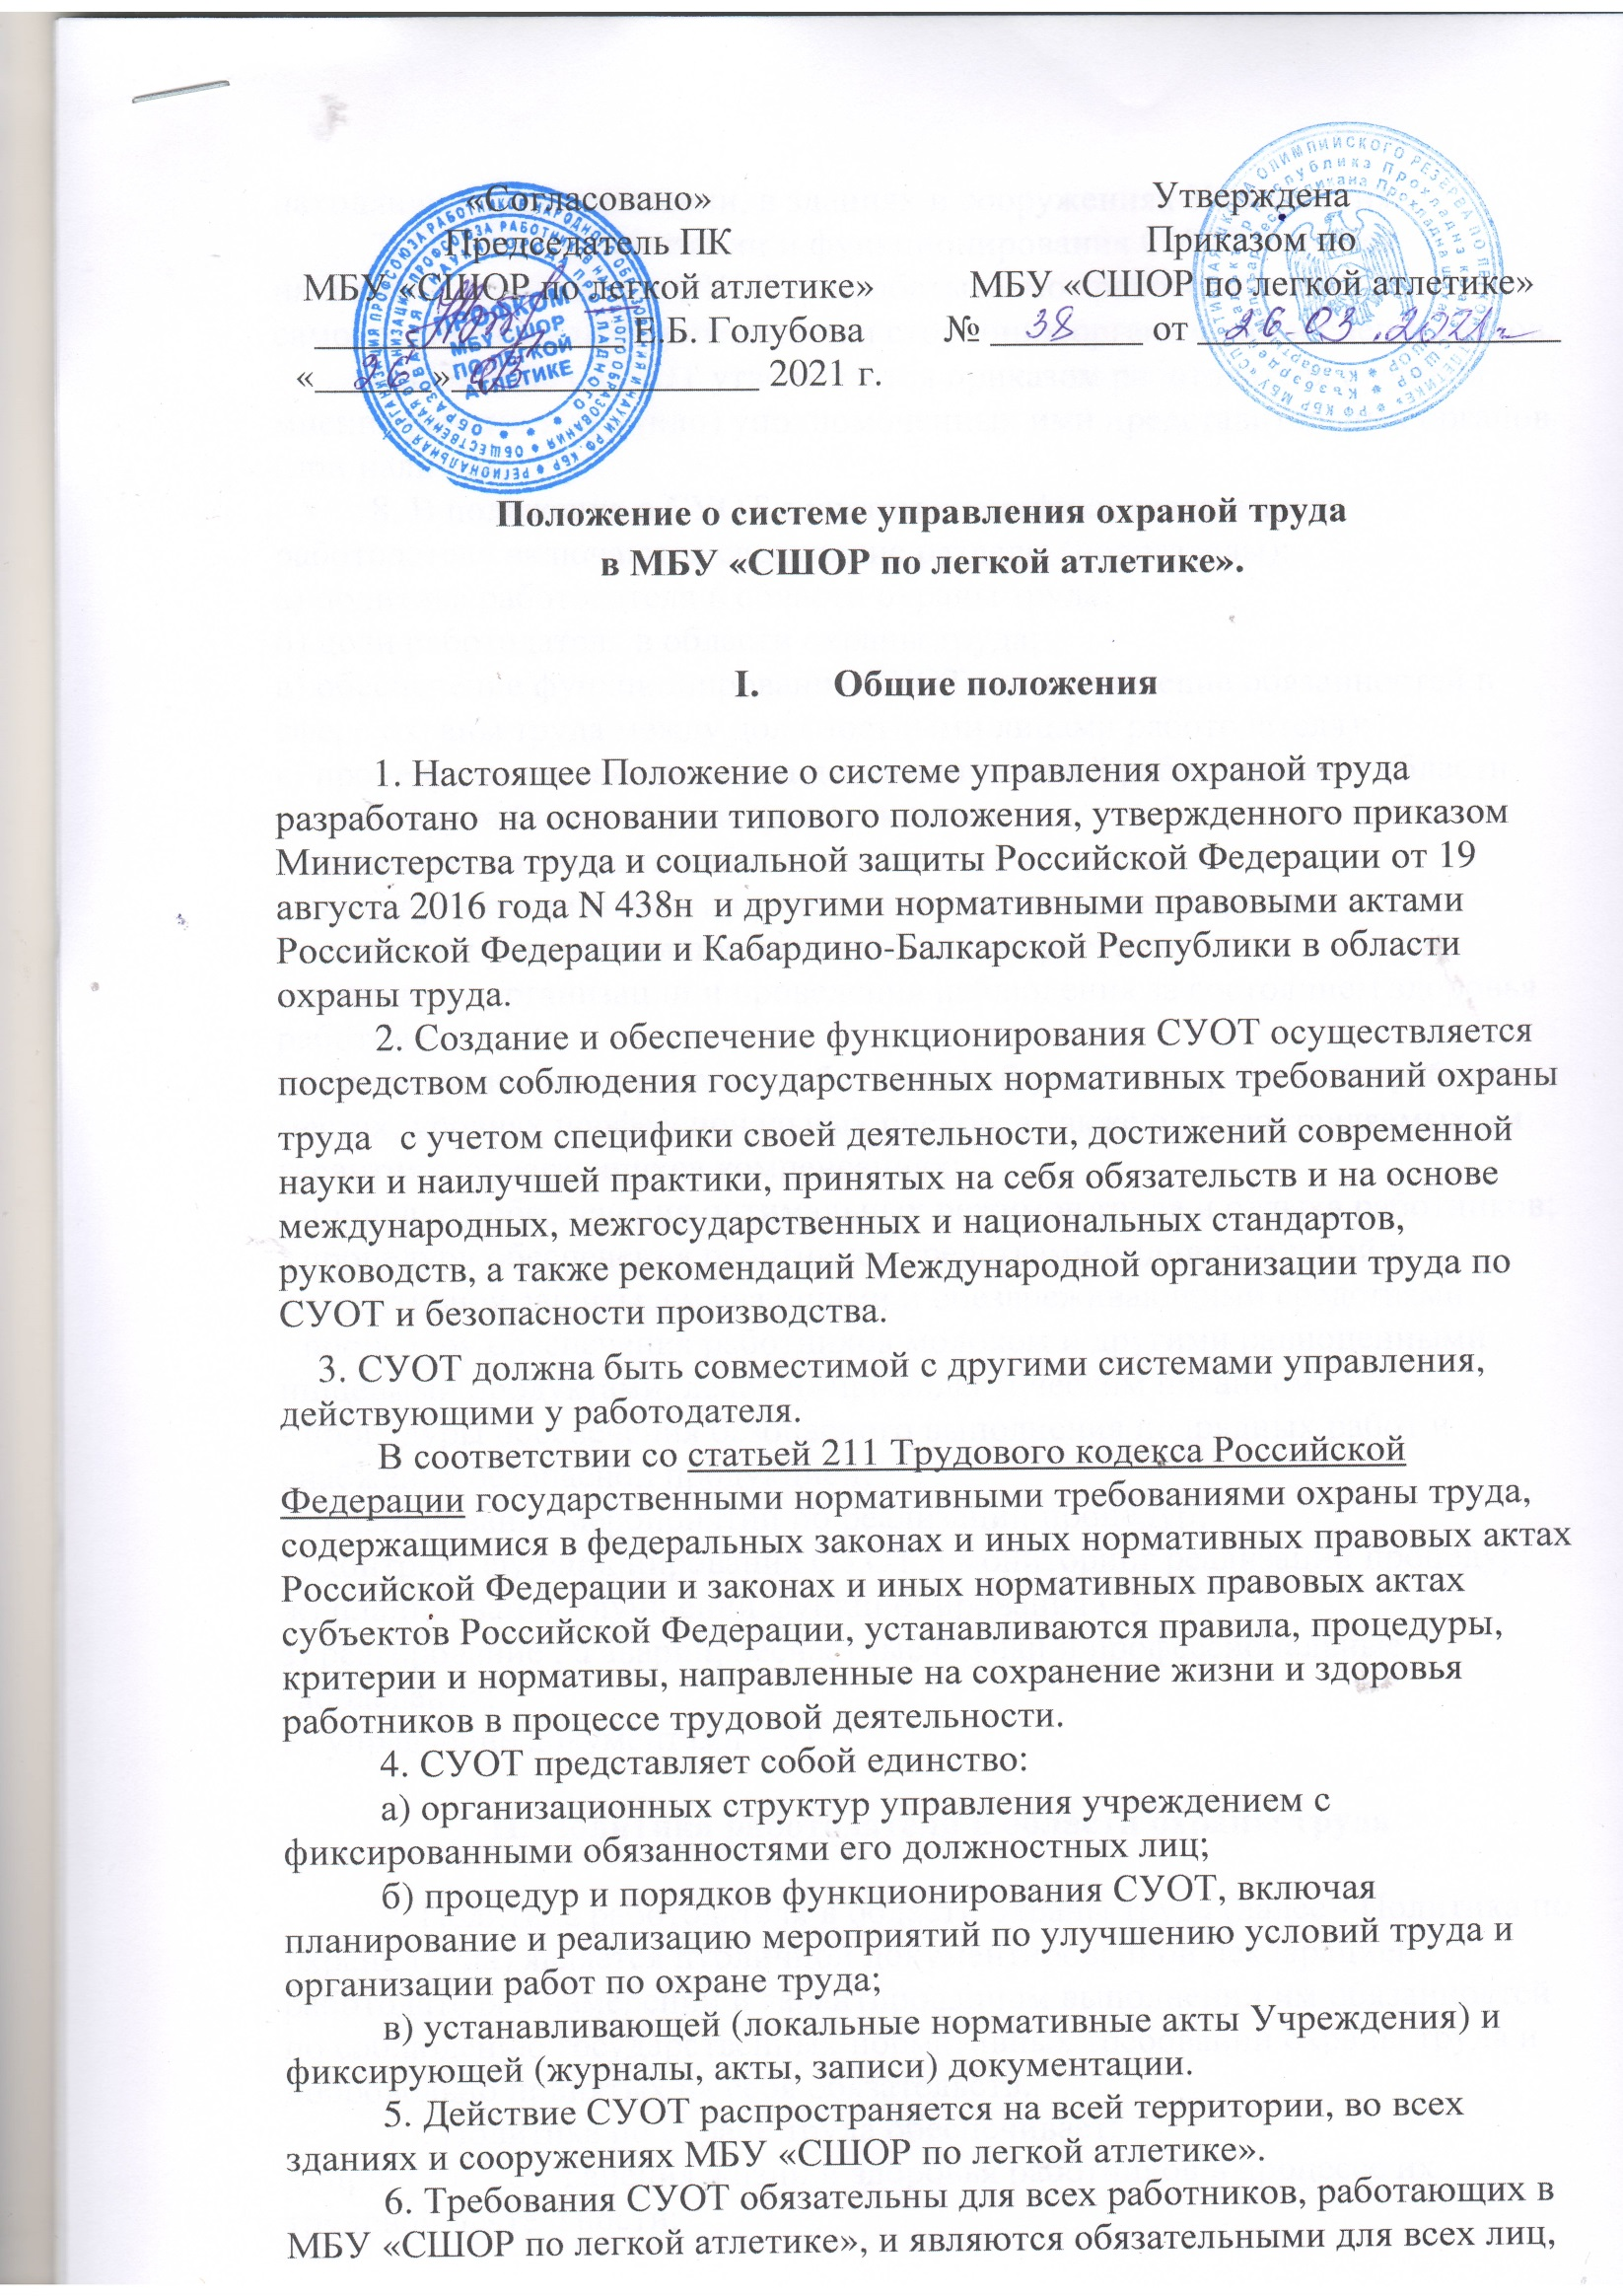 «Согласовано»
Председатель ПК
МБУ «СШОР по легкой атлетике»
Е.Б. Голубова
«26» 03 2021 г.
Утверждена
Приказом по
МБУ «СШОР по легкой атлетике»
№ 38 от 26.03.2021г
ПРОФКОМ
МБУ СШОР
ПО ЛЕГКОЙ
АТЛЕТИКЕ
Положение о системе управления охраной труда
в МБУ «СШОР по легкой атлетике».
I. Общие положения
1. Настоящее Положение о системе управления охраной труда
разработано на основании типового положения, утвержденного приказом
Министерства труда и социальной защиты Российской Федерации от 19
августа 2016 года N 438н и другими нормативными правовыми актами
Российской Федерации и Кабардино-Балкарской Республики в области
охраны труда.
2. Создание и обеспечение функционирования СУОТ осуществляется
посредством соблюдения государственных нормативных требований охраны
труда с учетом специфики своей деятельности, достижений современной
науки и наилучшей практики, принятых на себя обязательств и на основе
международных, межгосударственных и национальных стандартов,
руководств, а также рекомендаций Международной организации труда по
СУОТ и безопасности производства.
3. СУОТ должна быть совместимой с другими системами управления,
действующими у работодателя.
В соответствии со статьей 211 Трудового кодекса Российской
Федерации государственными нормативными требованиями охраны труда,
содержащимися в федеральных законах и иных нормативных правовых актах
Российской Федерации и законах и иных нормативных правовых актах
субъектов Российской Федерации, устанавливаются правила, процедуры,
критерии и нормативы, направленные на сохранение жизни и здоровья
работников в процессе трудовой деятельности.
4. СУОТ представляет собой единство:
а) организационных структур управления учреждением с
фиксированными обязанностями его должностных лиц;
б) процедур и порядков функционирования СУОТ, включая
планирование и реализацию мероприятий по улучшению условий труда и
организации работ по охране труда;
в) устанавливающей (локальные нормативные акты Учреждения) и
фиксирующей (журналы, акты, записи) документации.
5. Действие СУОТ распространяется на всей территории, во всех
зданиях и сооружениях МБУ «СШОР по легкой атлетике».
6. Требования СУОТ обязательны для всех работников, работающих в
МБУ «СШОР по легкой атлетике», и являются обязательными для всех лиц,